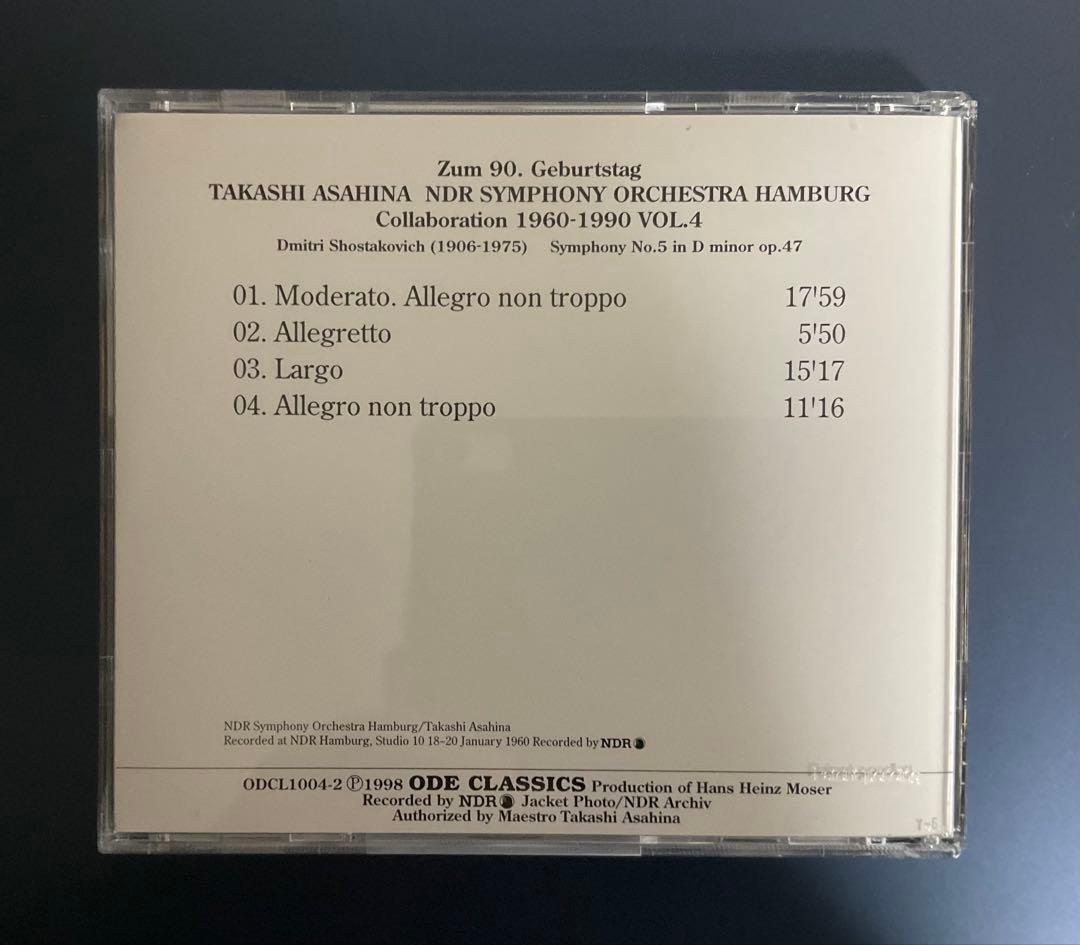 Zum 90. Geburtstag
TAKASHI ASAHINA NDR SYMPHONY ORCHESTRA HAMBURG
Collaboration 1960-1990 VOL.4
Dmitri Shostakovich (1906-1975) Symphony No.5 in D minor op.47
01. Moderato. Allegro non troppo 17'59
02. Allegretto 5'50
03. Largo 15'17
04. Allegro non troppo 11'16
NDR Symphony Orchestra Hamburg/Takashi Asahina
Recorded at NDR Hamburg, Studio 10 18-20 January 1960 Recorded by NDR
ODCL1004-2 Ⓟ1998 ODE CLASSICS Production of Hans Heinz Moser
Recorded by NDR Jacket Photo/NDR Archiv
Authorized by Maestro Takashi Asahina